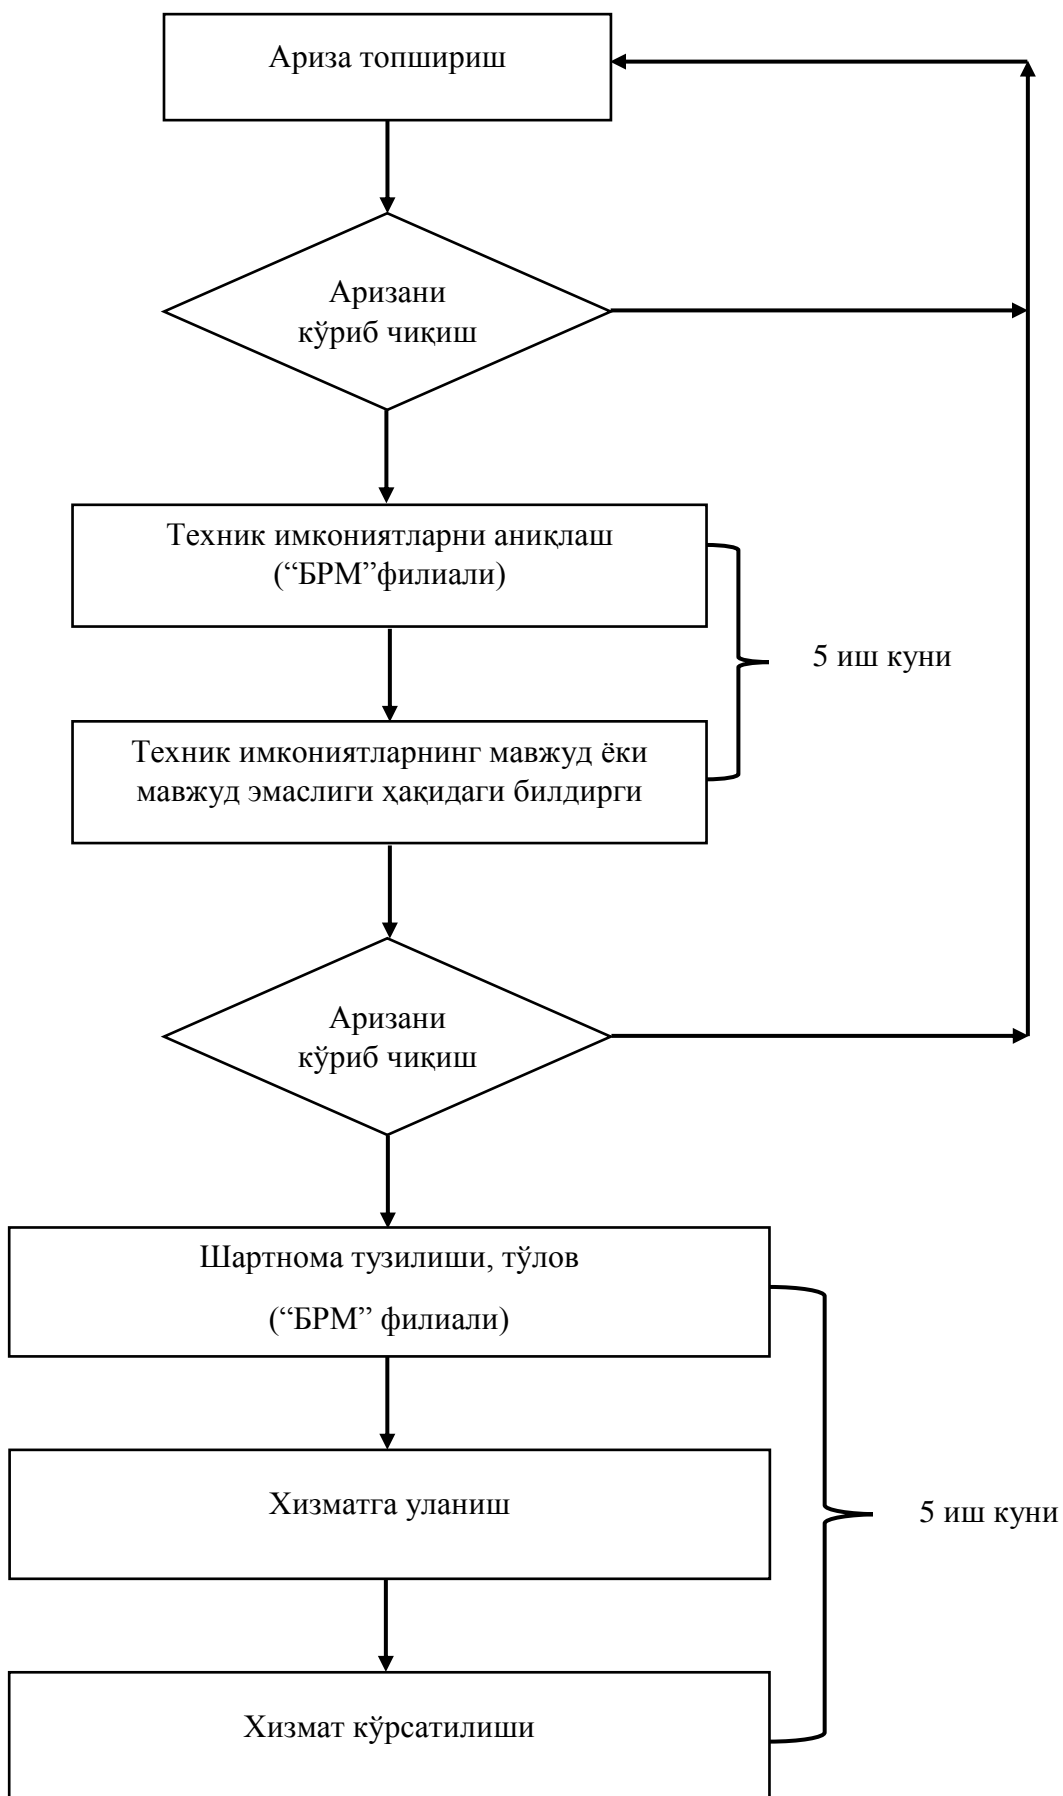 Ариза топшириш
Аризани
кўриб чиқиш
Техник имкониятларни аниқлаш
(“БРМ”филиали)
5 иш куни
Техник имкониятларнинг мавжуд ёки
мавжуд эмаслиги ҳақидаги билдирги
Аризани
кўриб чиқиш
Шартнома тузилиши, тўлов
(“БРМ” филиали)
Хизматга уланиш
5 иш куни
Хизмат кўрсатилиши